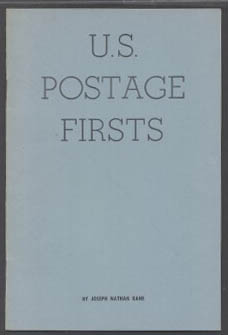 U.S.
POSTAGE
FIRSTS
BY JOSEPH NATHAN KANE